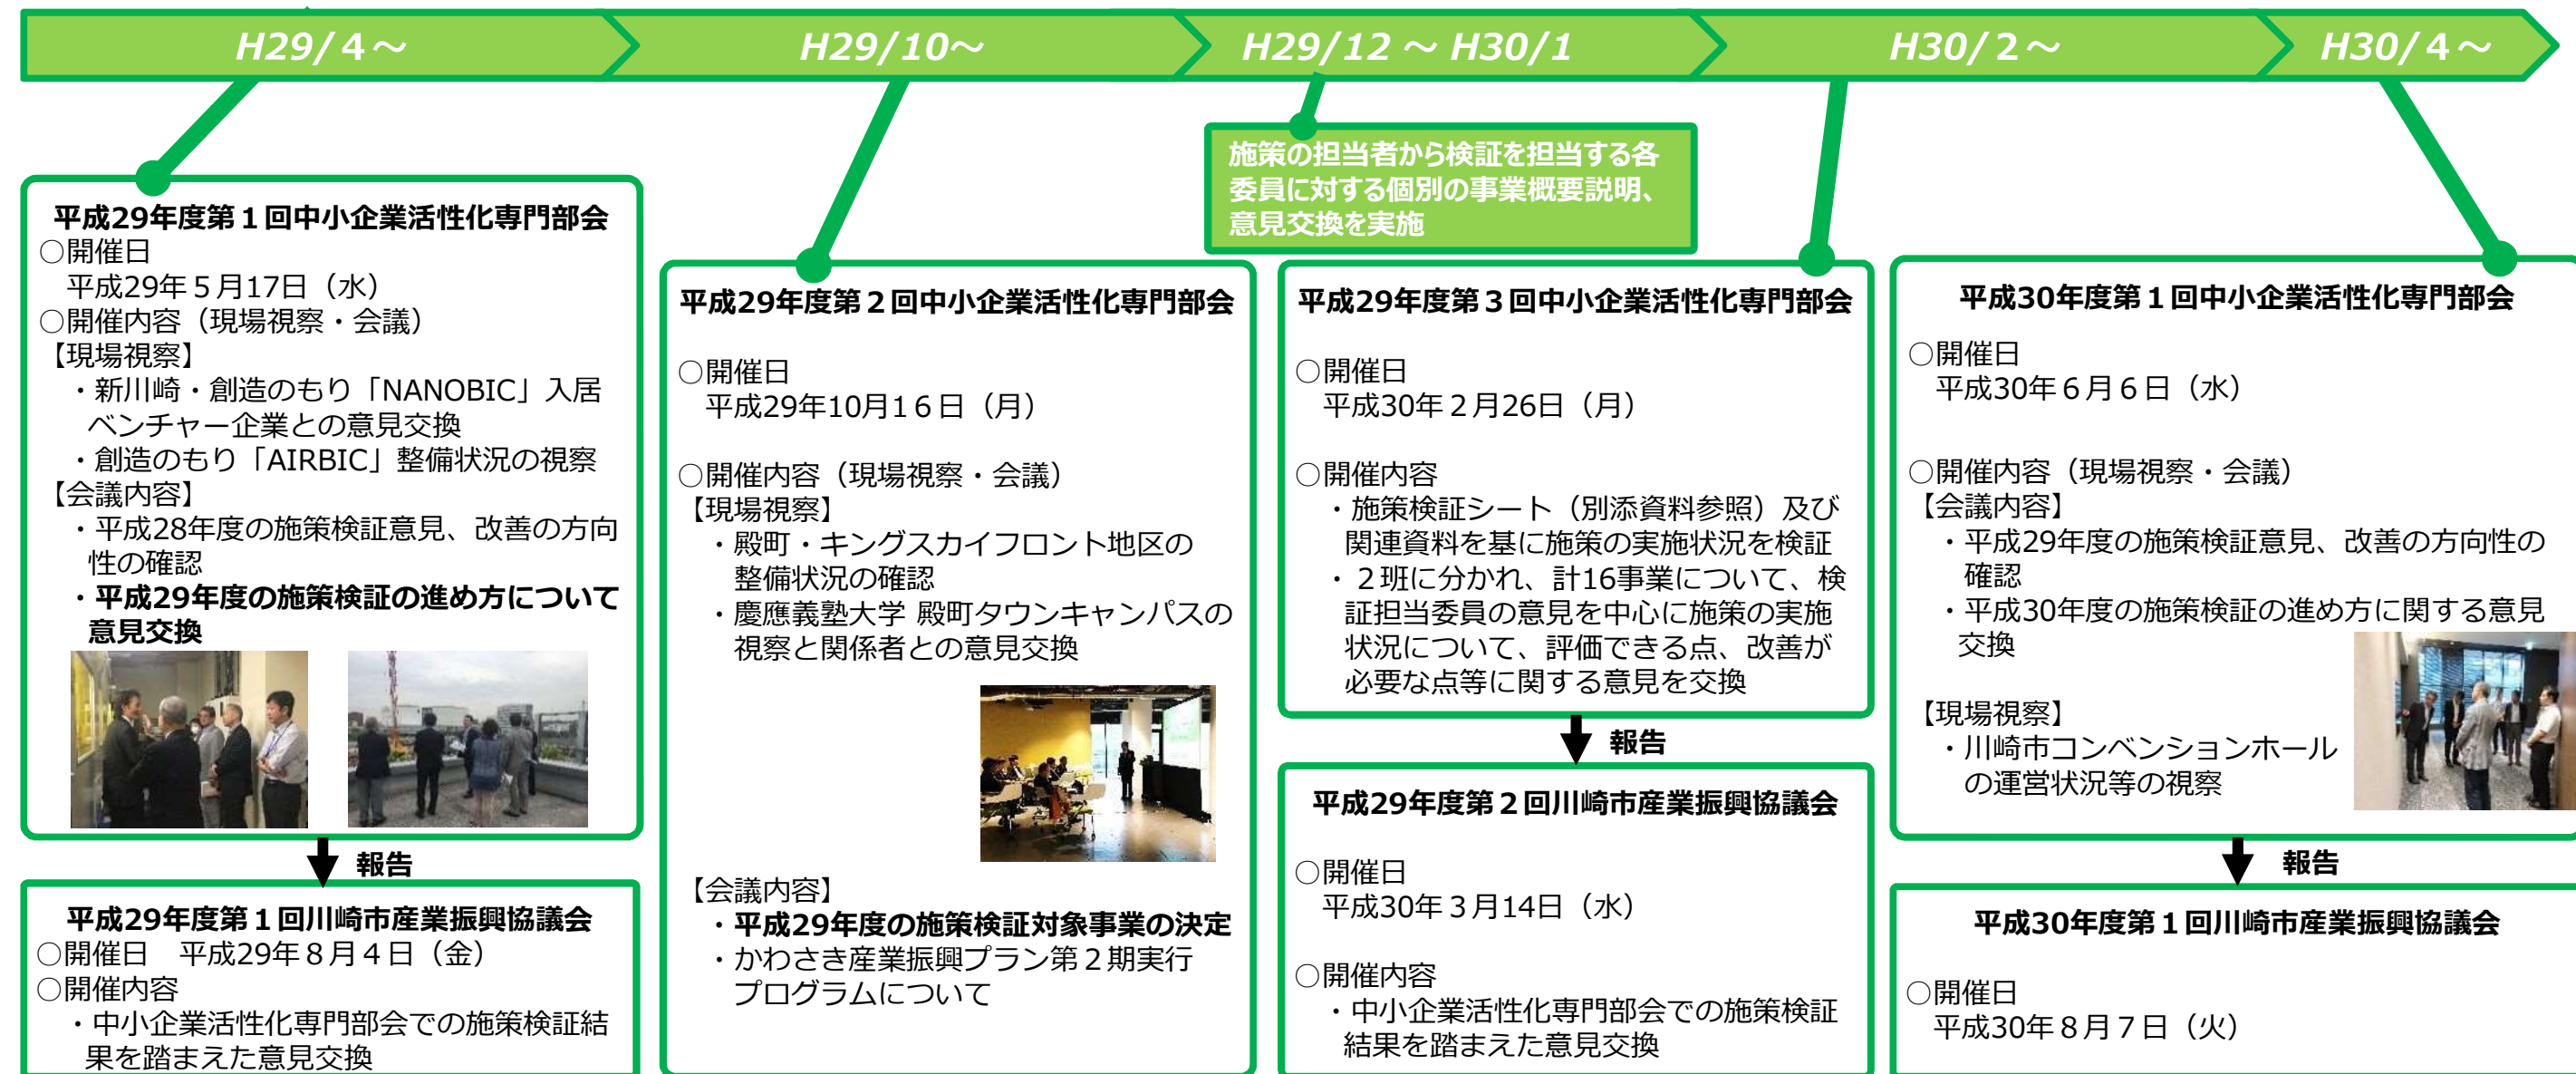 H29/４～
H29/10～
H29/12 ～ H30/1
H30/２～
H30/４～
施策の担当者から検証を担当する各
委員に対する個別の事業概要説明、
意見交換を実施
平成29年度第１回中小企業活性化専門部会
○開催日
平成29年５月17日（水）
○開催内容（現場視察・会議）
【現場視察】
・新川崎・創造のもり「NANOBIC」入居
ベンチャー企業との意見交換
・創造のもり「AIRBIC」整備状況の視察
【会議内容】
・平成28年度の施策検証意見、改善の方向
性の確認
・平成29年度の施策検証の進め方について
意見交換
報告
平成29年度第１回川崎市産業振興協議会
○開催日　平成29年８月４日（金）
○開催内容
・中小企業活性化専門部会での施策検証結
果を踏まえた意見交換
平成29年度第２回中小企業活性化専門部会
○開催日
平成29年10月1６日（月）
○開催内容（現場視察・会議）
【現場視察】
・殿町・キングスカイフロント地区の
整備状況の確認
・慶應義塾大学 殿町タウンキャンパスの
視察と関係者との意見交換
【会議内容】
・平成29年度の施策検証対象事業の決定
・かわさき産業振興プラン第２期実行
プログラムについて
平成29年度第３回中小企業活性化専門部会
○開催日
平成30年２月26日（月）
○開催内容
・施策検証シート（別添資料参照）及び
関連資料を基に施策の実施状況を検証
・２班に分かれ、計16事業について、検
証担当委員の意見を中心に施策の実施
状況について、評価できる点、改善が
必要な点等に関する意見を交換
報告
平成29年度第２回川崎市産業振興協議会
○開催日
平成30年３月14日（水）
○開催内容
・中小企業活性化専門部会での施策検証
結果を踏まえた意見交換
平成30年度第１回中小企業活性化専門部会
○開催日
平成30年６月６日（水）
○開催内容（現場視察・会議）
【会議内容】
・平成29年度の施策検証意見、改善の方向性の
確認
・平成30年度の施策検証の進め方に関する意見
交換
【現場視察】
・川崎市コンベンションホール
の運営状況等の視察
報告
平成30年度第１回川崎市産業振興協議会
○開催日
平成30年８月７日（火）